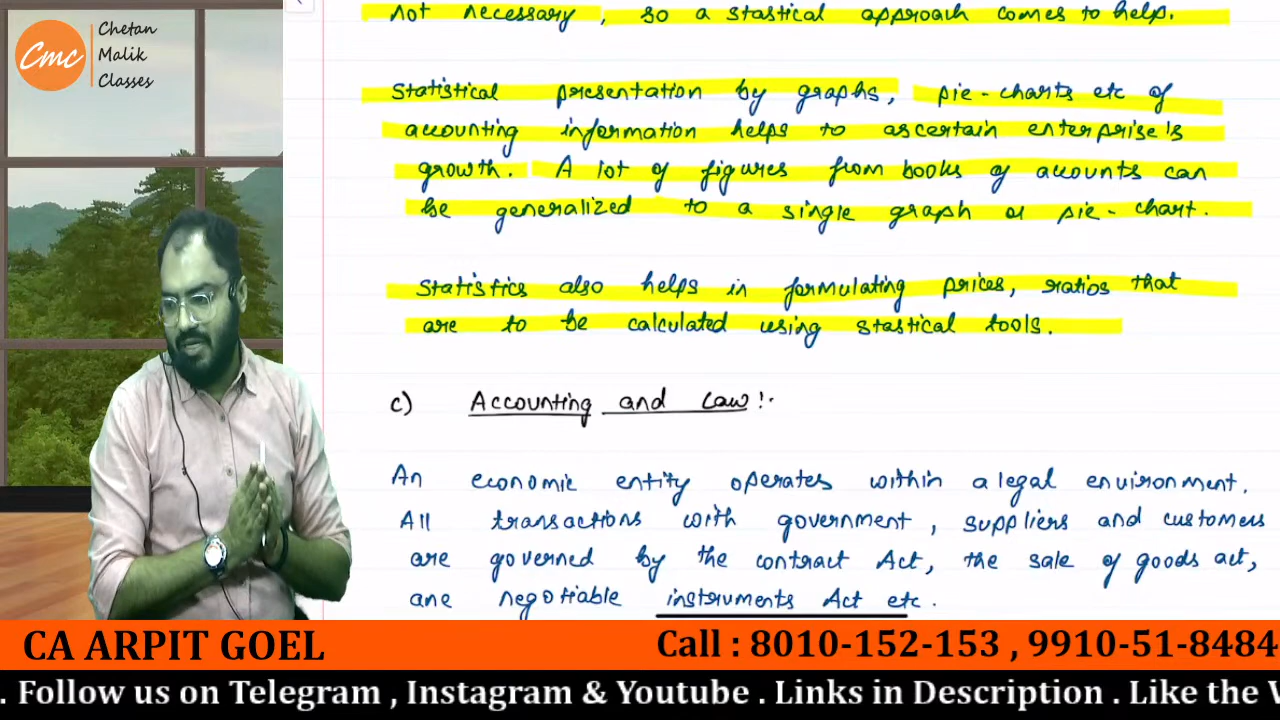 Cmc
Chetan
Malik
Classes
not necessary, so a stastical approach comes to help.
Statistical presentation by graphs, pie-charts etc of
accounting information helps to ascertain enterprise's
growth. A lot of figures from books of accounts can
be generalized to a single graph or pie-chart.
Statistics also helps in formulating prices, ratios that
are to be calculated using stastical tools.
c) Accounting and Law:-
An economic entity operates within a legal environment.
All transactions with government, suppliers and customers
are governed by the contract Act, the sale of goods act,
ane negotiable instruments Act etc.
CA ARPIT GOEL
Call : 8010-152-153 , 9910-51-8484
. Follow us on Telegram , Instagram & Youtube . Links in Description . Like the